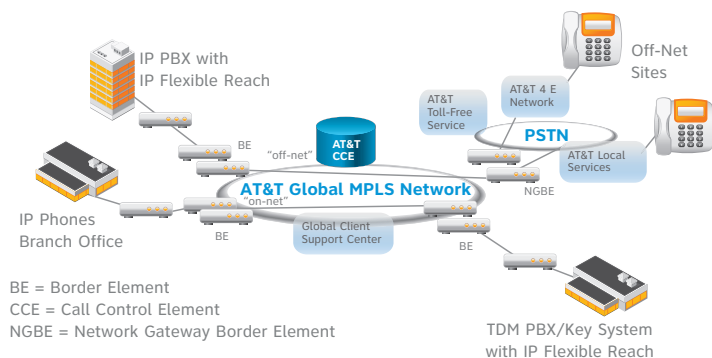 IP PBX with
IP Flexible Reach
Off-Net
Sites
AT&T 4 E
Network
AT&T
Toll-Free
Service
PSTN
AT&T
CCE
BE
"off-net"
AT&T Local
Services
NGBE
AT&T Global MPLS Network
"on-net"
IP Phones
Branch Office
BE
Global Client
Support Center
BE
BE = Border Element
CCE = Call Control Element
NGBE = Network Gateway Border Element
TDM PBX/Key System
with IP Flexible Reach